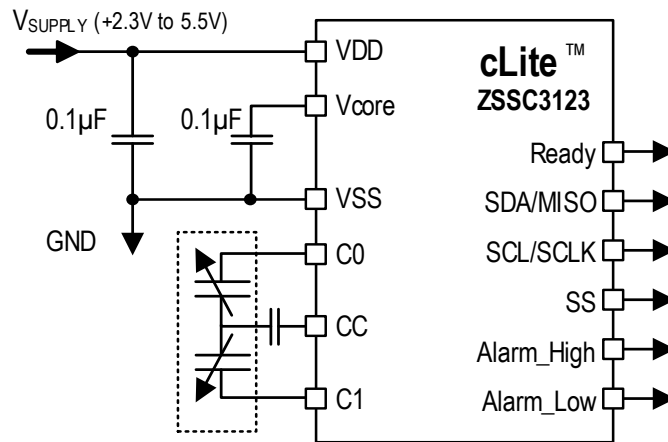 VSUPPLY (+2.3V to 5.5V)
0.1µF
0.1µF
GND
VDD
Vcore
VSS
C0
CC
C1
cLite™
ZSSC3123
Ready
SDA/MISO
SCL/SCLK
SS
Alarm_High
Alarm_Low